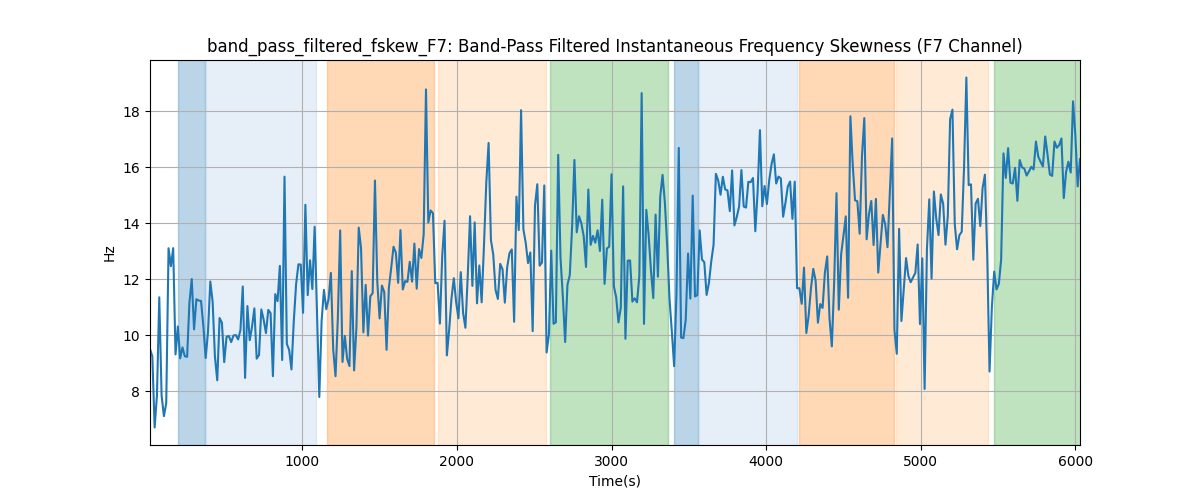 band_pass_filtered_fskew_F7: Band-Pass Filtered Instantaneous Frequency Skewness (F7 Channel)
Hz
18
16
14
12
10
8
1000 2000 3000 4000 5000 6000
Time(s)